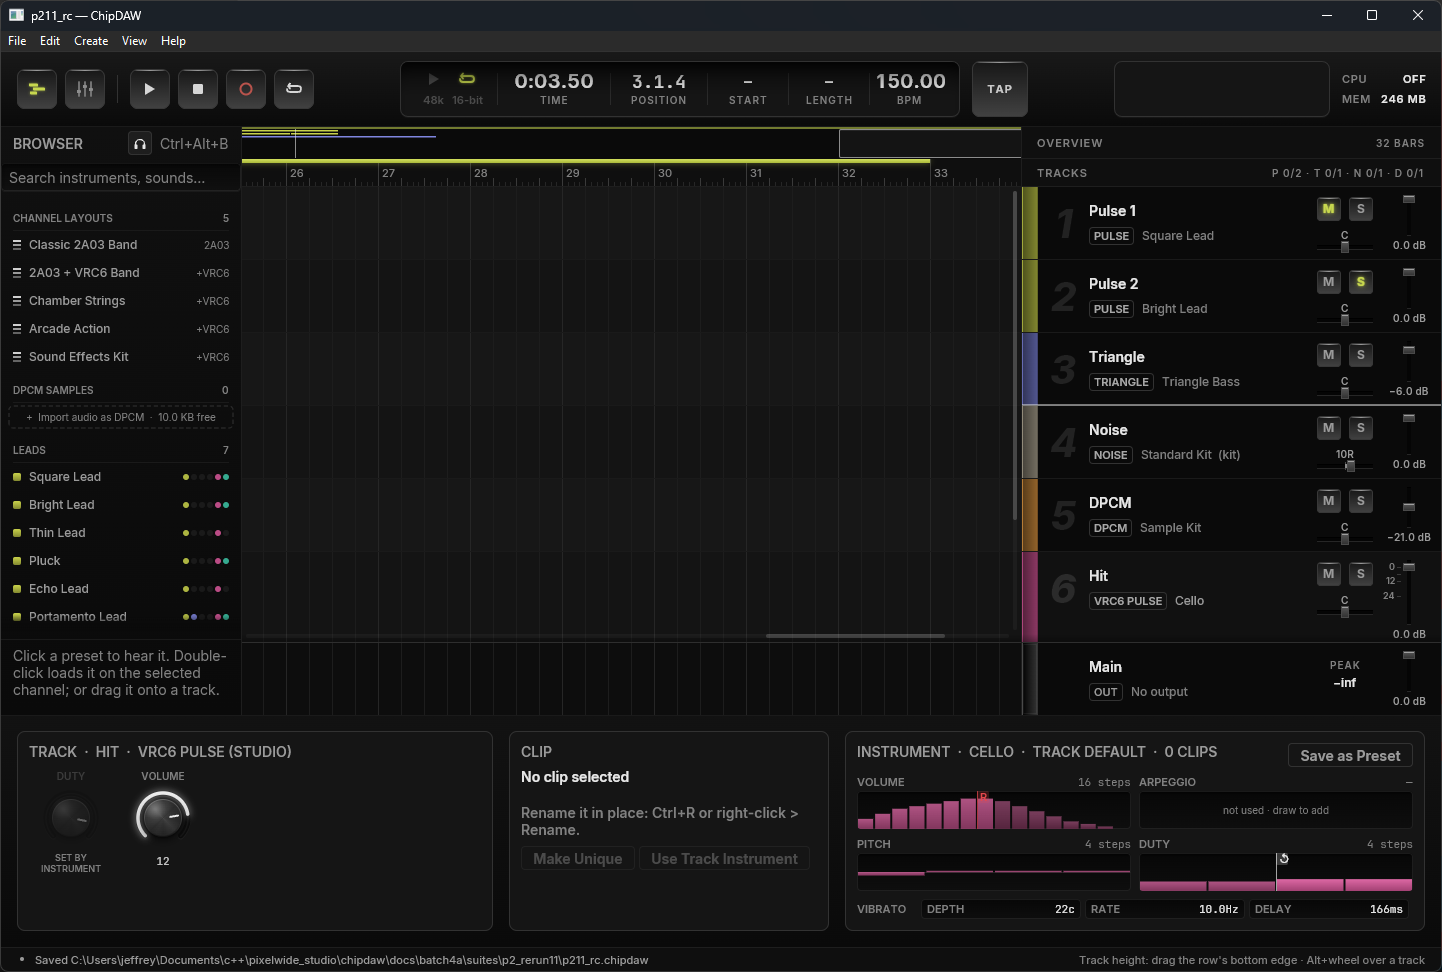 p211_rc — ChipDAW
File Edit Create View Help
48k 16-bit
0:03.50
TIME
3.1.4
POSITION
–
START
–
LENGTH
150.00
BPM
TAP
CPU OFF
MEM 246 MB
BROWSER Ctrl+Alt+B
Search instruments, sounds...
CHANNEL LAYOUTS 5
Classic 2A03 Band 2A03
2A03 + VRC6 Band +VRC6
Chamber Strings +VRC6
Arcade Action +VRC6
Sound Effects Kit +VRC6
DPCM SAMPLES 0
+ Import audio as DPCM · 10.0 KB free
LEADS 7
Square Lead
Bright Lead
Thin Lead
Pluck
Echo Lead
Portamento Lead
Click a preset to hear it. Double-
click loads it on the selected
channel; or drag it onto a track.
26 27 28 29 30 31 32 33
OVERVIEW 32 BARS
TRACKS P 0/2 · T 0/1 · N 0/1 · D 0/1
1 Pulse 1 M S
PULSE Square Lead C 0.0 dB
2 Pulse 2 M S
PULSE Bright Lead C 0.0 dB
3 Triangle M S
TRIANGLE Triangle Bass C −6.0 dB
4 Noise M S
NOISE Standard Kit (kit) 10R 0.0 dB
5 DPCM M S
DPCM Sample Kit C −21.0 dB
6 Hit M S 0 12 24
VRC6 PULSE Cello C 0.0 dB
Main PEAK
OUT No output −inf 0.0 dB
TRACK · HIT · VRC6 PULSE (STUDIO)
DUTY VOLUME
SET BY
INSTRUMENT
12
CLIP
No clip selected
Rename it in place: Ctrl+R or right-click >
Rename.
Make Unique Use Track Instrument
INSTRUMENT · CELLO · TRACK DEFAULT · 0 CLIPS Save as Preset
VOLUME 16 steps ARPEGGIO –
R
not used · draw to add
PITCH 4 steps DUTY 4 steps
VIBRATO DEPTH 22c RATE 10.0Hz DELAY 166ms
• Saved C:\Users\jeffrey\Documents\c++\pixelwide_studio\chipdaw\docs\batch4a\suites\p2_rerun11\p211_rc.chipdaw
Track height: drag the row's bottom edge · Alt+wheel over a track